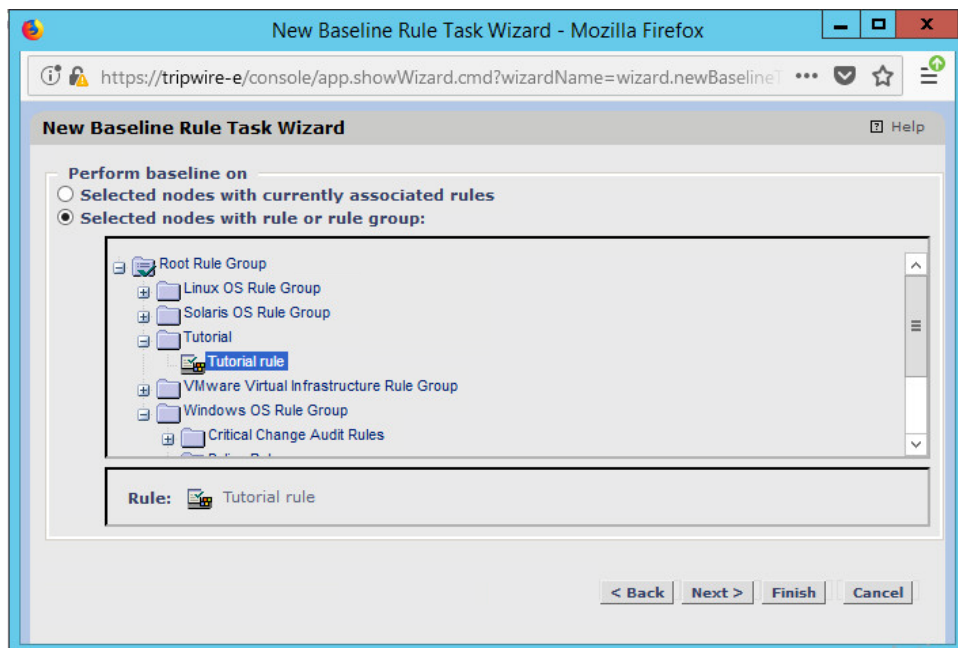 New Baseline Rule Task Wizard - Mozilla Firefox
https://tripwire-e/console/app.showWizard.cmd?wizardName=wizard.newBaselineT
New Baseline Rule Task Wizard
Help
Perform baseline on
Selected nodes with currently associated rules
Selected nodes with rule or rule group:
Root Rule Group
Linux OS Rule Group
Solaris OS Rule Group
Tutorial
Tutorial rule
VMware Virtual Infrastructure Rule Group
Windows OS Rule Group
Critical Change Audit Rules
Rule: Tutorial rule
< Back Next > Finish Cancel